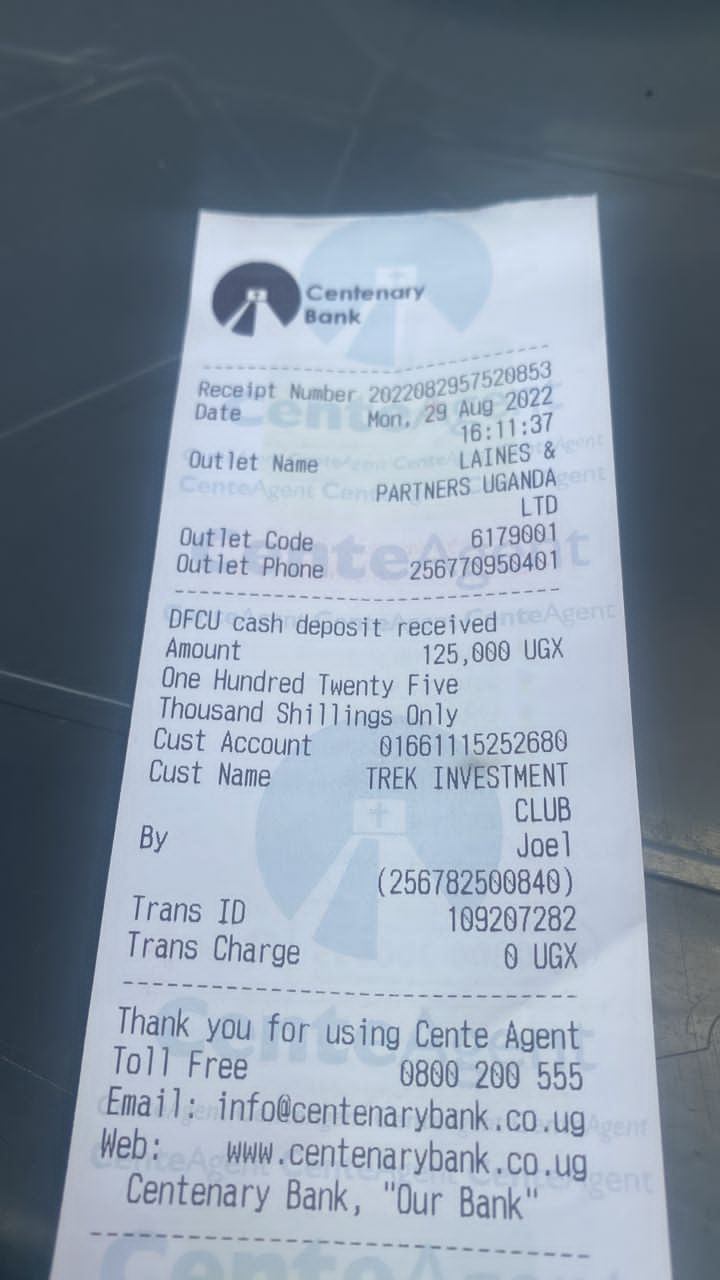 Centenary
Bank
Receipt Number 2022082957520853
Date Mon, 29 Aug 2022
16:11:37
Outlet Name LAINES &
PARTNERS UGANDA
LTD
Outlet Code 6179001
Outlet Phone 256770950401
DFCU cash deposit received
Amount 125,000 UGX
One Hundred Twenty Five
Thousand Shillings Only
Cust Account 01661115252680
Cust Name TREK INVESTMENT
CLUB
By Joel
(256782500840)
Trans ID 109207282
Trans Charge 0 UGX
Thank you for using Cente Agent
Toll Free 0800 200 555
Email: info@centenarybank.co.ug
Web: www.centenarybank.co.ug
Centenary Bank, "Our Bank"
CenteAgent